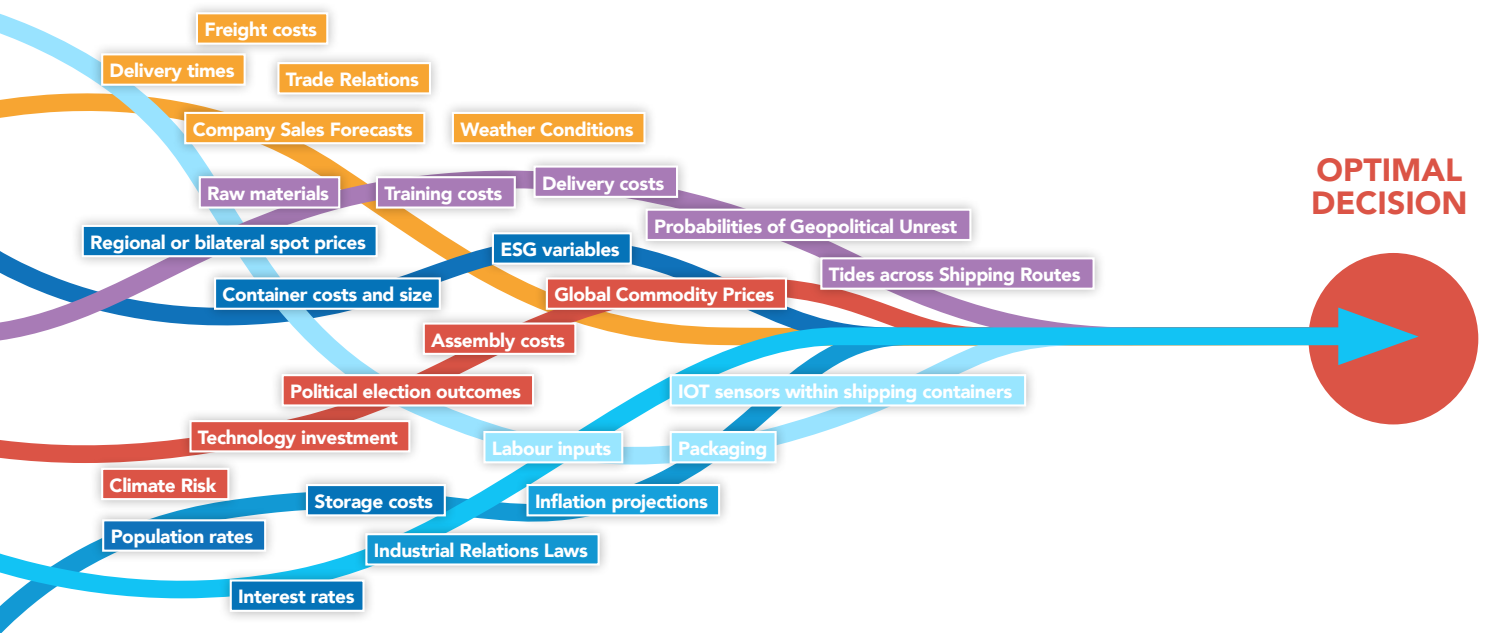 Freight costs
Delivery times
Trade Relations
Company Sales Forecasts
Weather Conditions
Raw materials
Training costs
Delivery costs
Probabilities of Geopolitical Unrest
Regional or bilateral spot prices
ESG variables
Tides across Shipping Routes
Container costs and size
Global Commodity Prices
Assembly costs
Political election outcomes
IOT sensors within shipping containers
Technology investment
Labour inputs
Packaging
Climate Risk
Storage costs
Inflation projections
Population rates
Industrial Relations Laws
Interest rates
OPTIMAL
DECISION